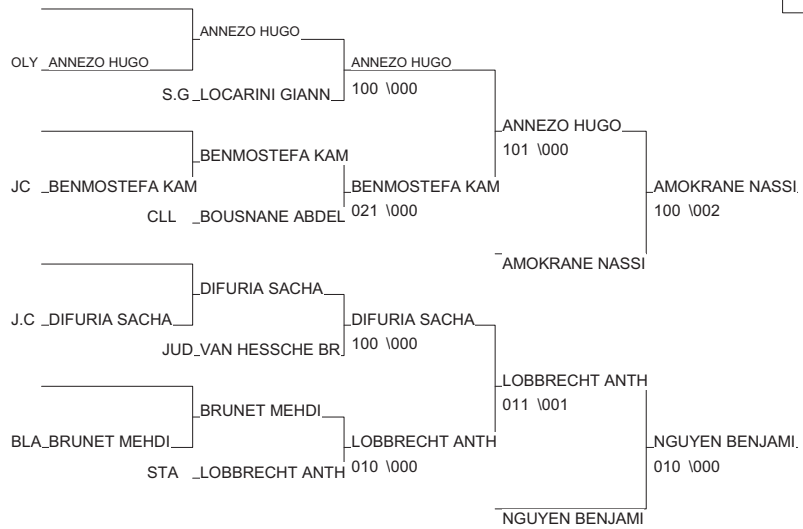 ANNEZO HUGO
OLY ANNEZO HUGO
ANNEZO HUGO
S.G LOCARINI GIANN
100 \000
ANNEZO HUGO
101 \000
BENMOSTEFA KAM
JC BENMOSTEFA KAM
BENMOSTEFA KAM
AMOKRANE NASSI
CLL BOUSNANE ABDEL
021 \000
100 \002
AMOKRANE NASSI
DIFURIA SACHA
J.C DIFURIA SACHA
DIFURIA SACHA
JUD VAN HESSCHE BR
100 \000
LOBBRECHT ANTH
011 \001
BRUNET MEHDI
BLA BRUNET MEHDI
LOBBRECHT ANTH
NGUYEN BENJAMI
STA LOBBRECHT ANTH
010 \000
010 \000
NGUYEN BENJAMI